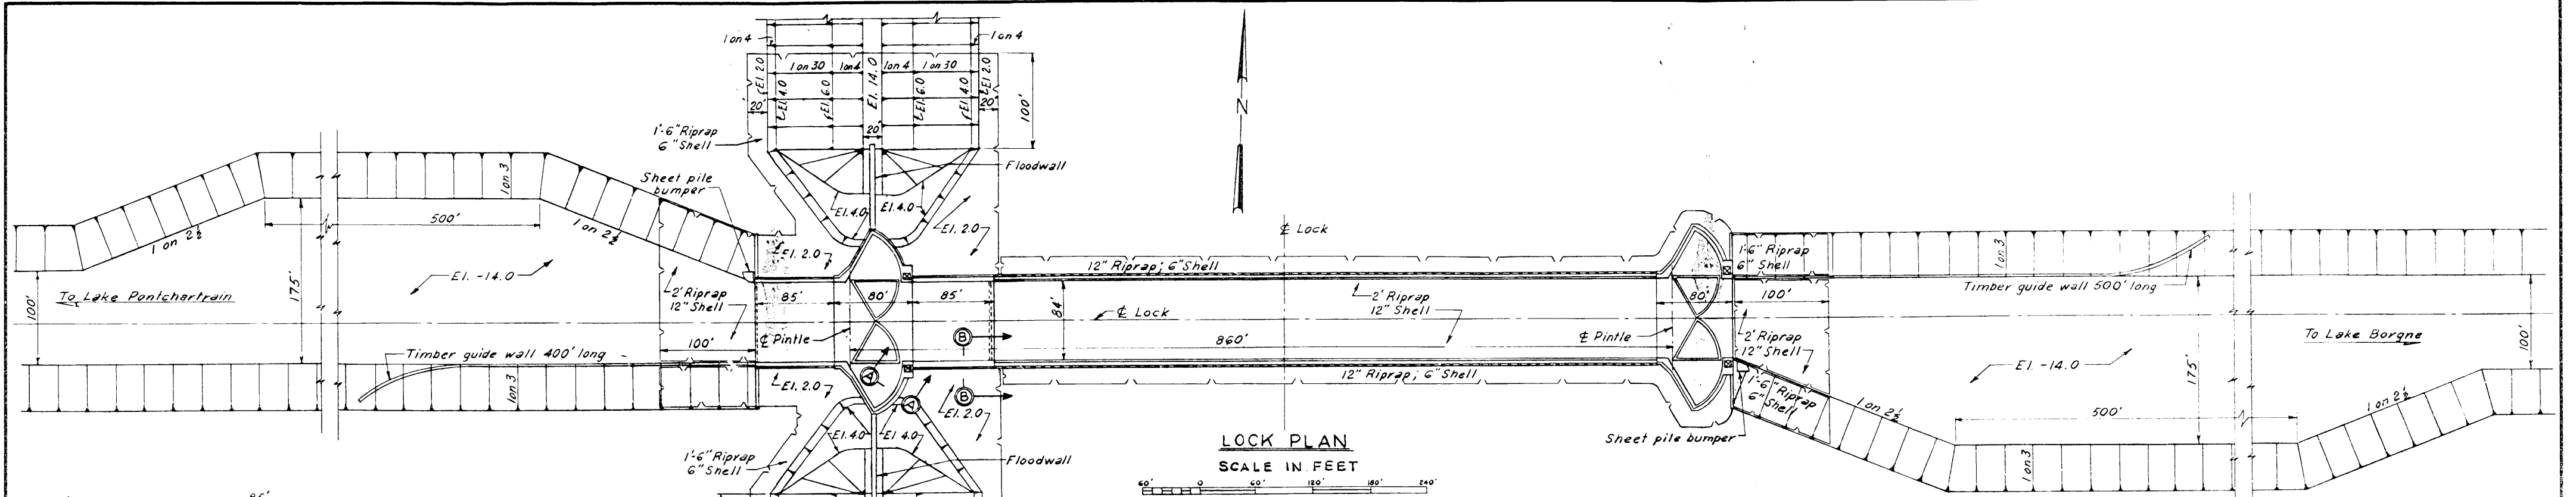 1 on 4
1 on 4
El. 2.0
1 on 30
1 on 4
El. 14.0
1 on 4
1 on 30
El. 2.0
El. 4.0
El. 6.0
El. 6.0
El. 4.0
20'
20'
20'
100'
1'-6" Riprap
6" Shell
Floodwall
N
Sheet pile
bumper
1 on 3
500'
1 on 2½
1 on 2½
El. 4.0
El. 4.0
El. 2.0
El. 2.0
℄ Lock
12" Riprap; 6" Shell
1'-6" Riprap
6" Shell
1 on 3
Timber guide wall 500' long
El. -14.0
To Lake Pontchartrain
100'
175'
2' Riprap
12" Shell
85'
80'
85'
84'
℄ Lock
2' Riprap
12" Shell
80'
100'
℄ Pintle
B
860'
℄ Pintle
2' Riprap
12" Shell
To Lake Borgne
100'
175'
El. -14.0
100'
Timber guide wall 400' long
1 on 3
El. 2.0
A
B
A
El. 2.0
12" Riprap; 6" Shell
1'-6" Riprap
6" Shell
1 on 2½
500'
1 on 2½
1 on 3
Sheet pile bumper
El. 4.0
El. 4.0
1'-6" Riprap
6" Shell
Floodwall
LOCK PLAN
SCALE IN FEET
60' 0 60' 120' 180' 240'